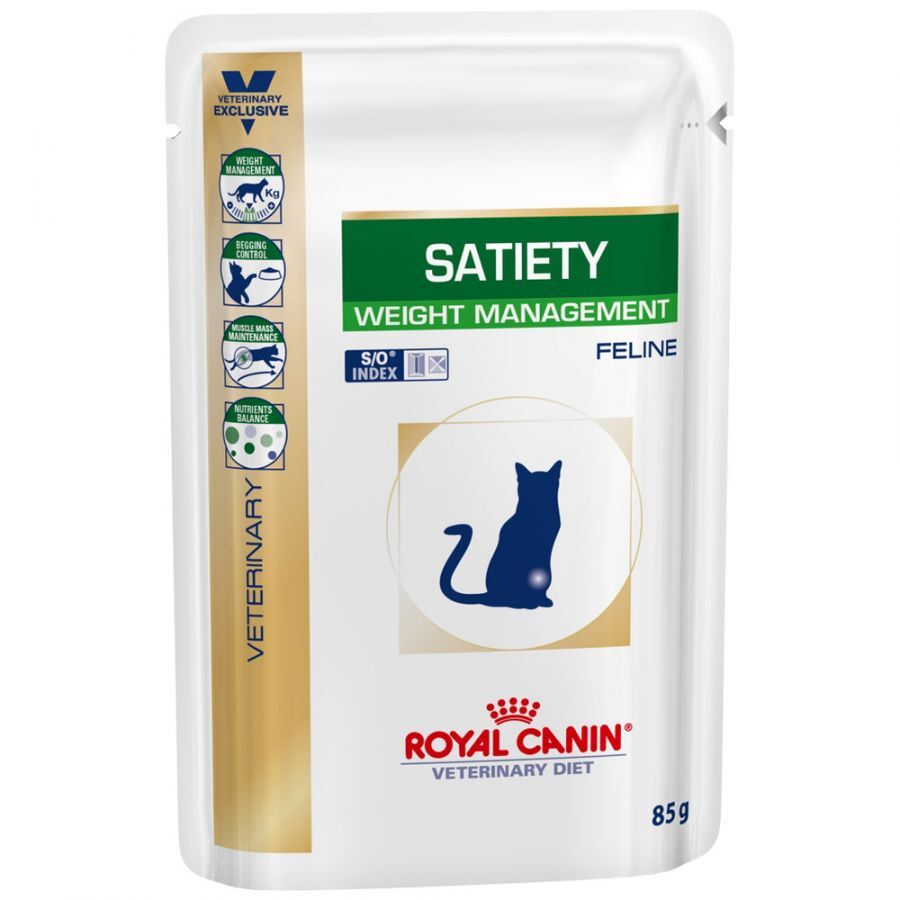 VETERINARY
EXCLUSIVE
WEIGHT
MANAGEMENT
Kg
BEGGING
CONTROL
MUSCLE MASS
MAINTENANCE
NUTRIENTS
BALANCE
VETERINARY
SATIETY
WEIGHT MANAGEMENT
FELINE
S/O®
INDEX
ROYAL CANIN®
VETERINARY DIET
85g